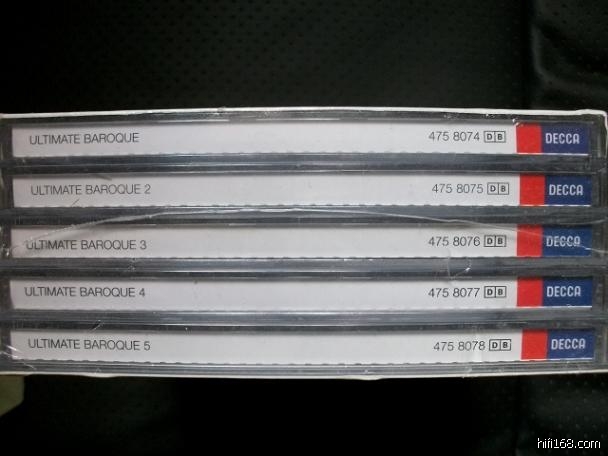 ULTIMATE BAROQUE 475 8074 DB DECCA
ULTIMATE BAROQUE 2 475 8075 DB DECCA
ULTIMATE BAROQUE 3 475 8076 DB DECCA
ULTIMATE BAROQUE 4 475 8077 DB DECCA
ULTIMATE BAROQUE 5 475 8078 DB DECCA
hifi168.com